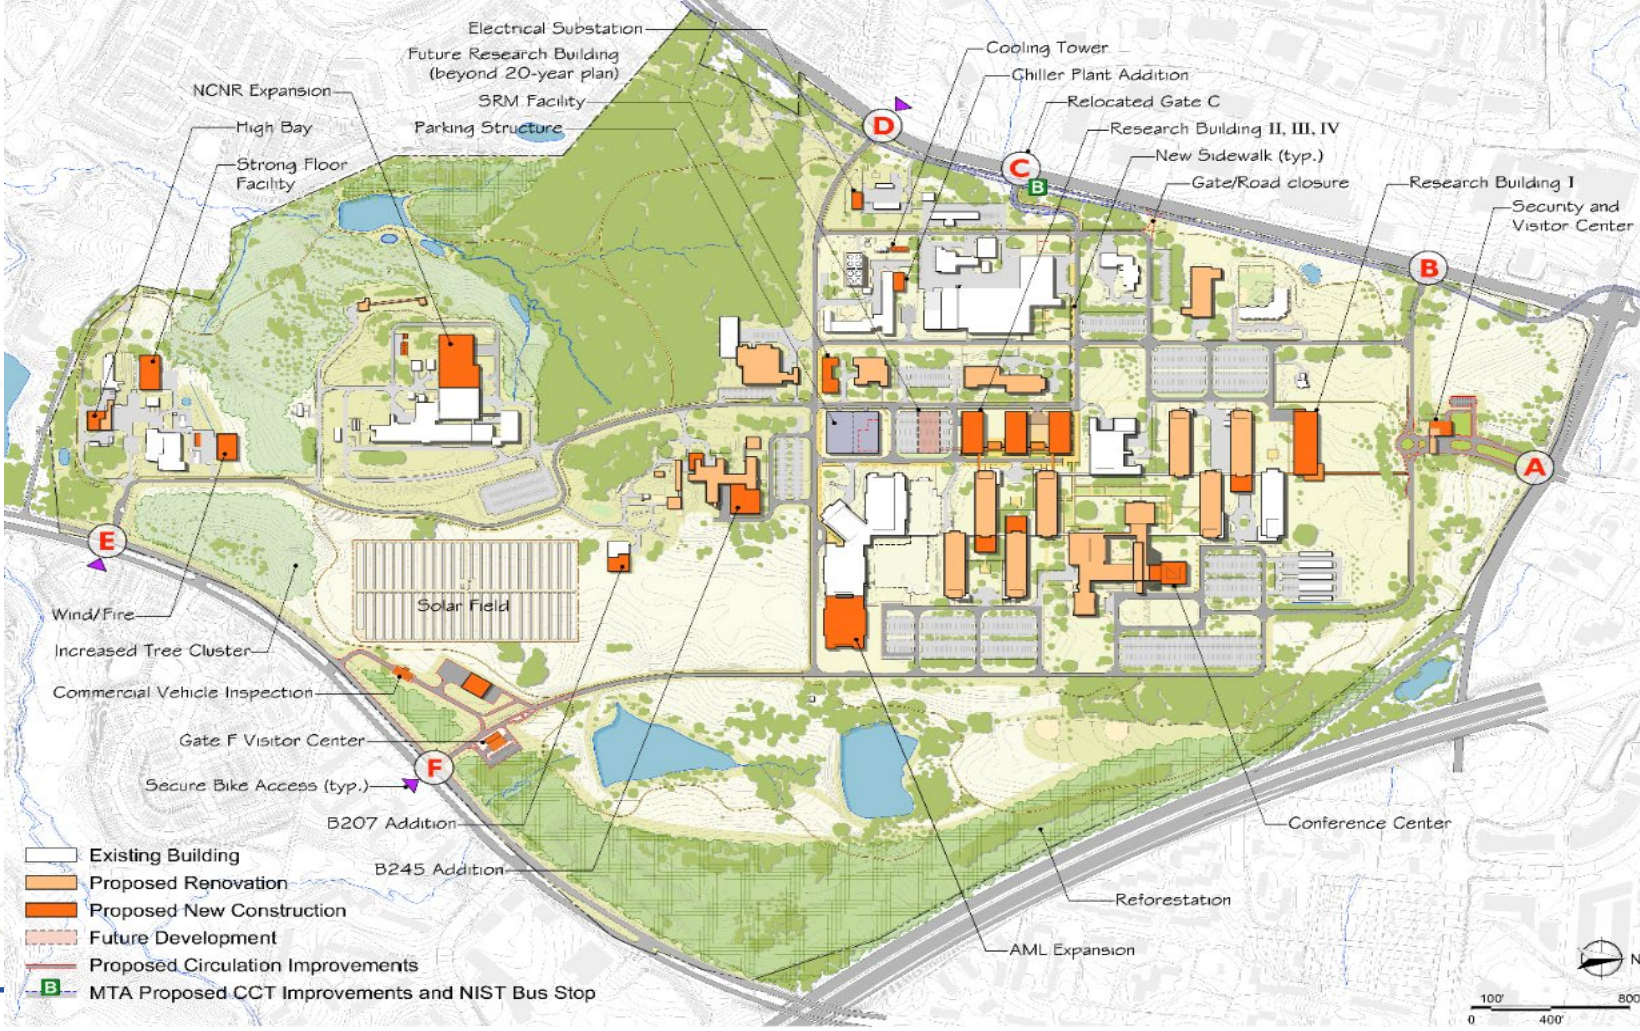 Electrical Substation
Future Research Building
(beyond 20-year plan)
SRM Facility
Parking Structure
NCNR Expansion
High Bay
Strong Floor
Facility
Cooling Tower
Chiller Plant Addition
Relocated Gate C
Research Building II, III, IV
New Sidewalk (typ.)
Gate/Road closure
Research Building I
Security and
Visitor Center
D
C
B
B
A
E
F
Solar Field
Wind/Fire
Increased Tree Cluster
Commercial Vehicle Inspection
Gate F Visitor Center
Secure Bike Access (typ.)
B207 Addition
B245 Addition
Conference Center
Reforestation
AML Expansion
Existing Building
Proposed Renovation
Proposed New Construction
Future Development
Proposed Circulation Improvements
B MTA Proposed CCT Improvements and NIST Bus Stop
N
100' 800
0 400'